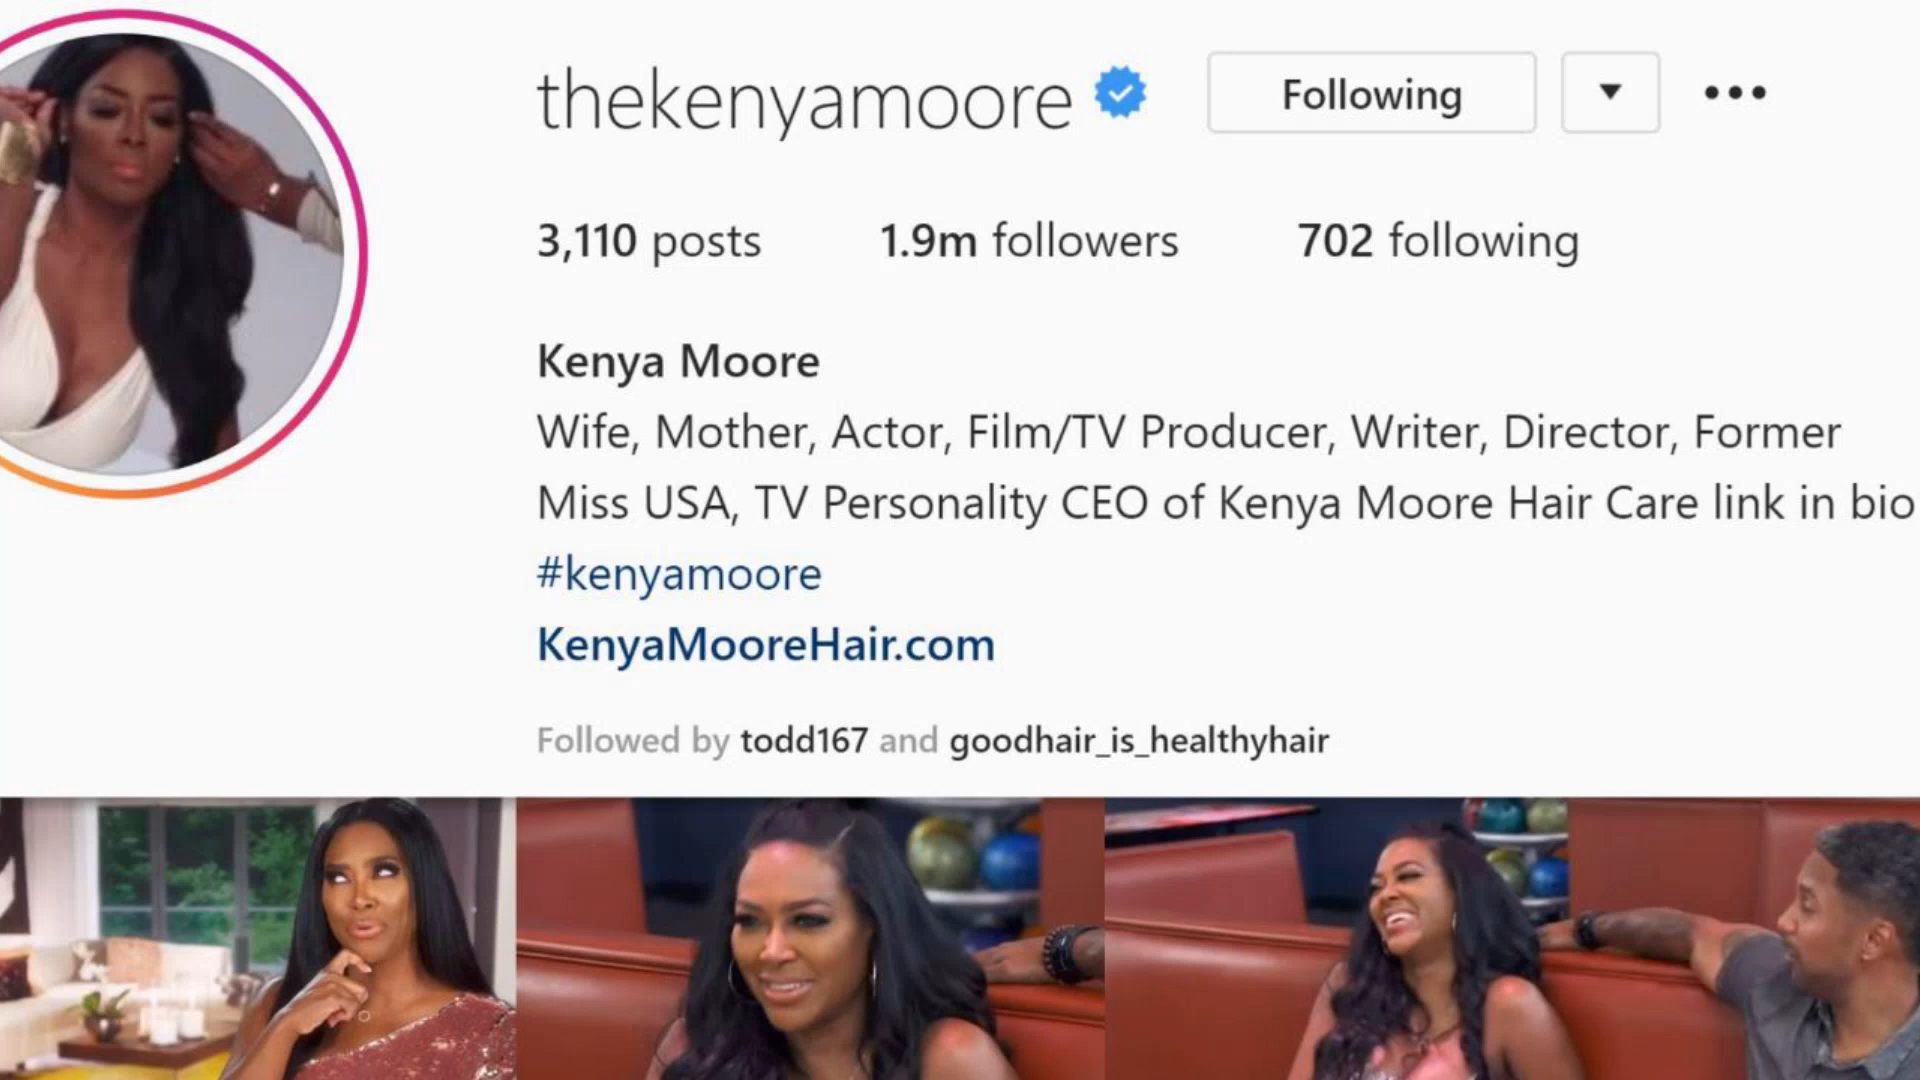 thekenyamoore
Following
3,110 posts 1.9m followers 702 following
Kenya Moore
Wife, Mother, Actor, Film/TV Producer, Writer, Director, Former
Miss USA, TV Personality CEO of Kenya Moore Hair Care link in bio
#kenyamoore
KenyaMooreHair.com
Followed by todd167 and goodhair_is_healthyhair